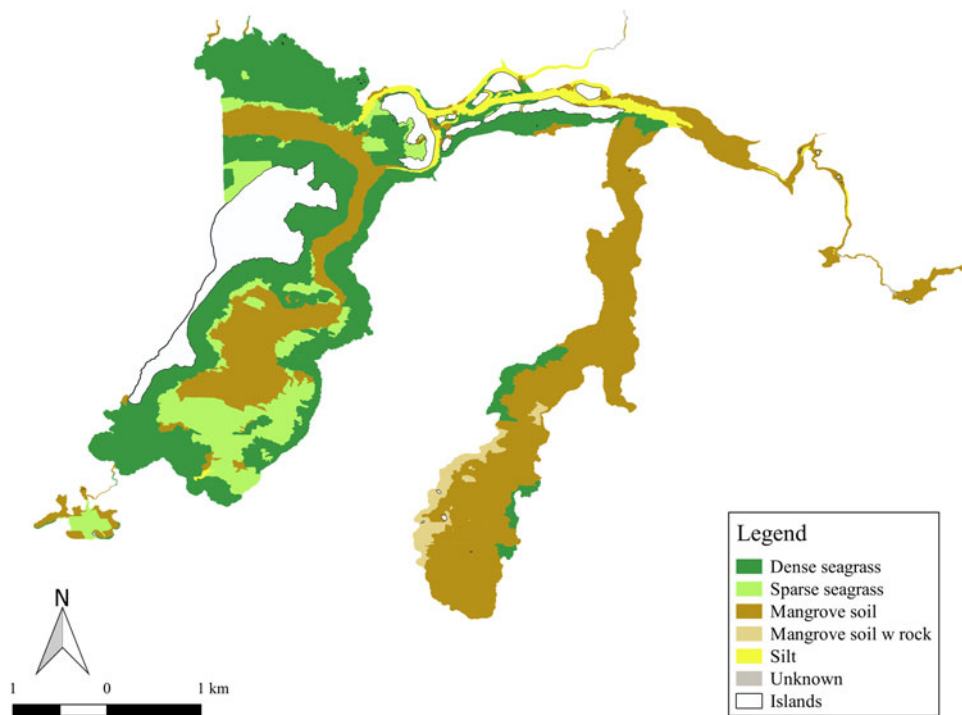 Legend
Dense seagrass
Sparse seagrass
Mangrove soil
Mangrove soil w rock
Silt
Unknown
Islands
N
1 0 1 km